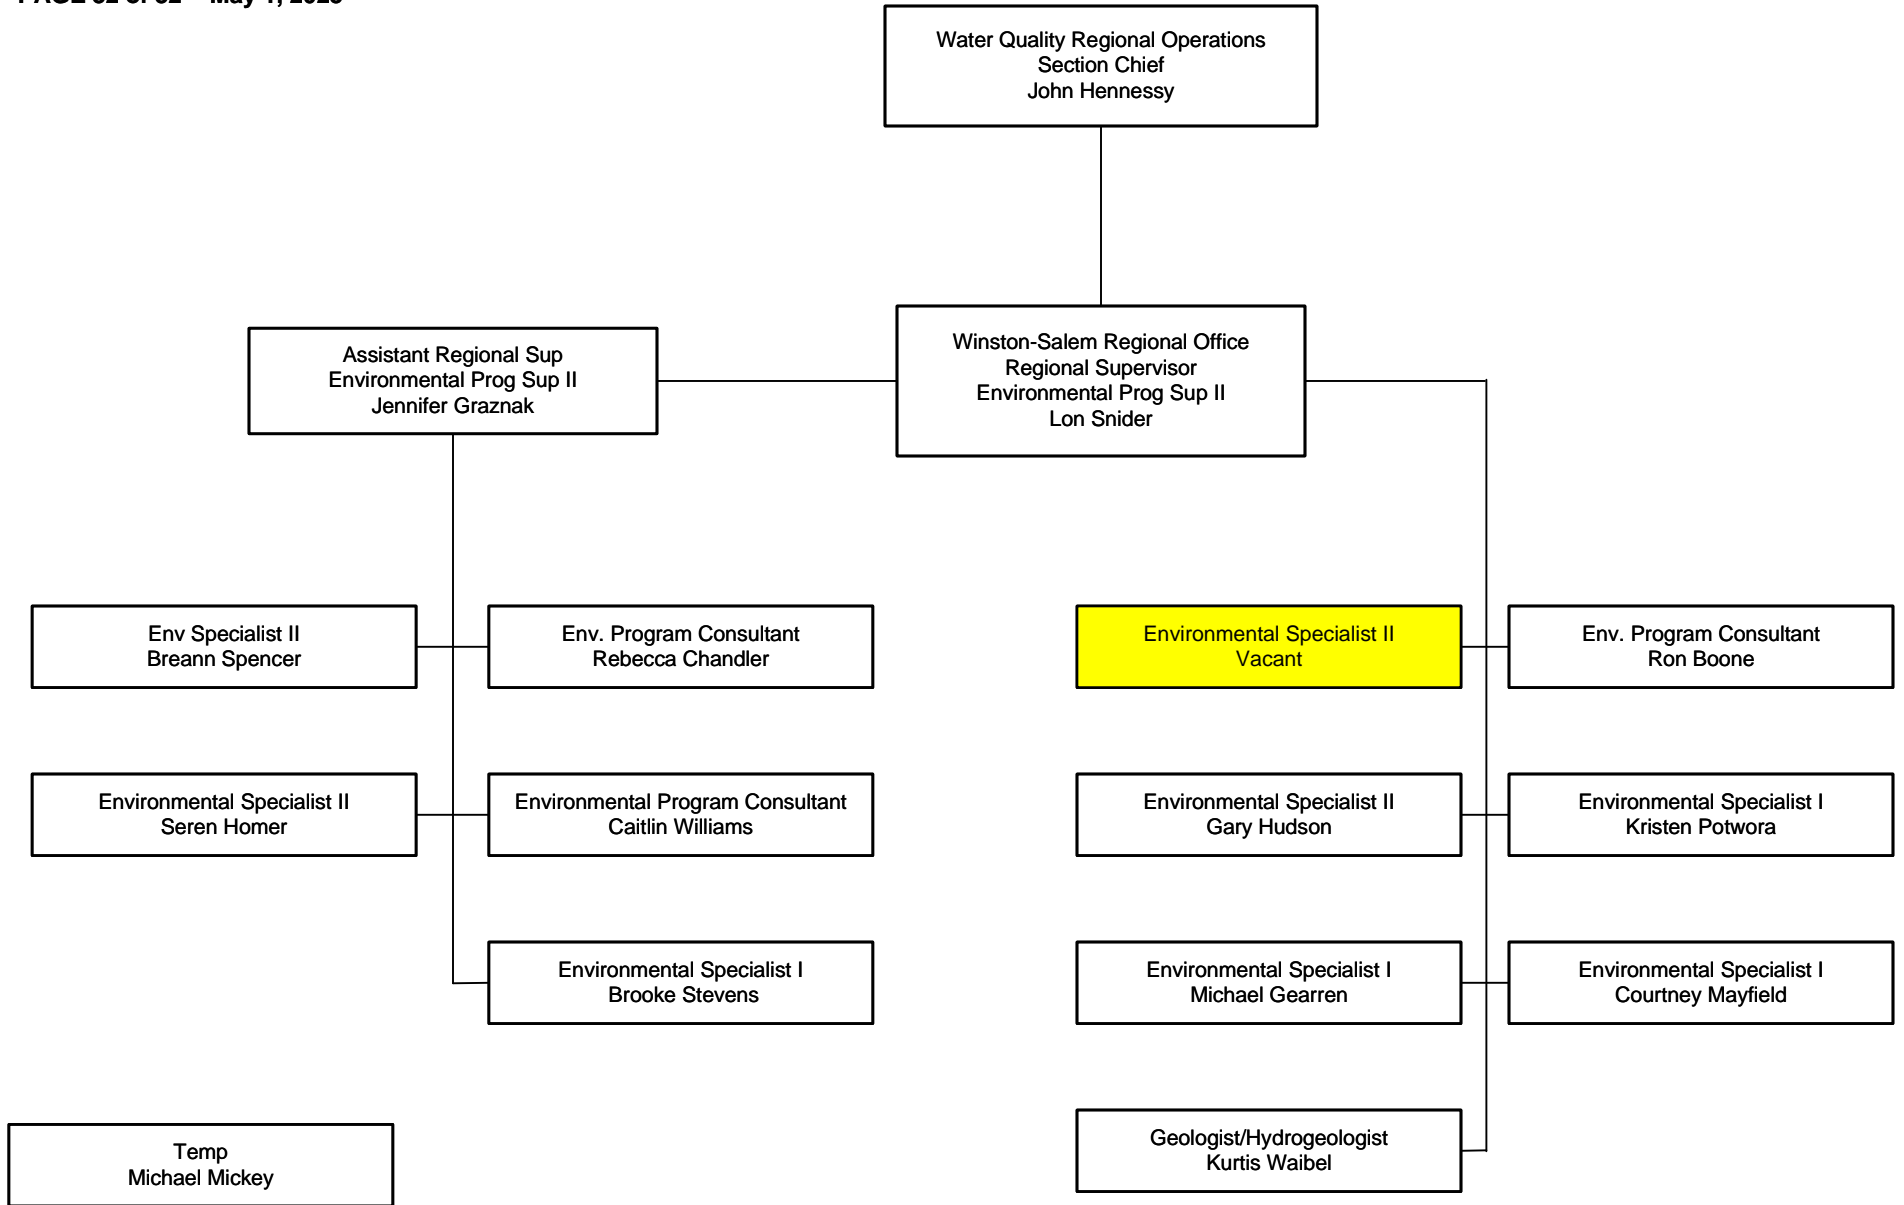 Water Quality Regional Operations
Section Chief
John Hennessy
Assistant Regional Sup
Environmental Prog Sup II
Jennifer Graznak
Winston-Salem Regional Office
Regional Supervisor
Environmental Prog Sup II
Lon Snider
Env Specialist II
Breann Spencer
Env. Program Consultant
Rebecca Chandler
Environmental Specialist II
Vacant
Env. Program Consultant
Ron Boone
Environmental Specialist II
Seren Homer
Environmental Program Consultant
Caitlin Williams
Environmental Specialist II
Gary Hudson
Environmental Specialist I
Kristen Potwora
Environmental Specialist I
Brooke Stevens
Environmental Specialist I
Michael Gearren
Environmental Specialist I
Courtney Mayfield
Geologist/Hydrogeologist
Kurtis Waibel
Temp
Michael Mickey